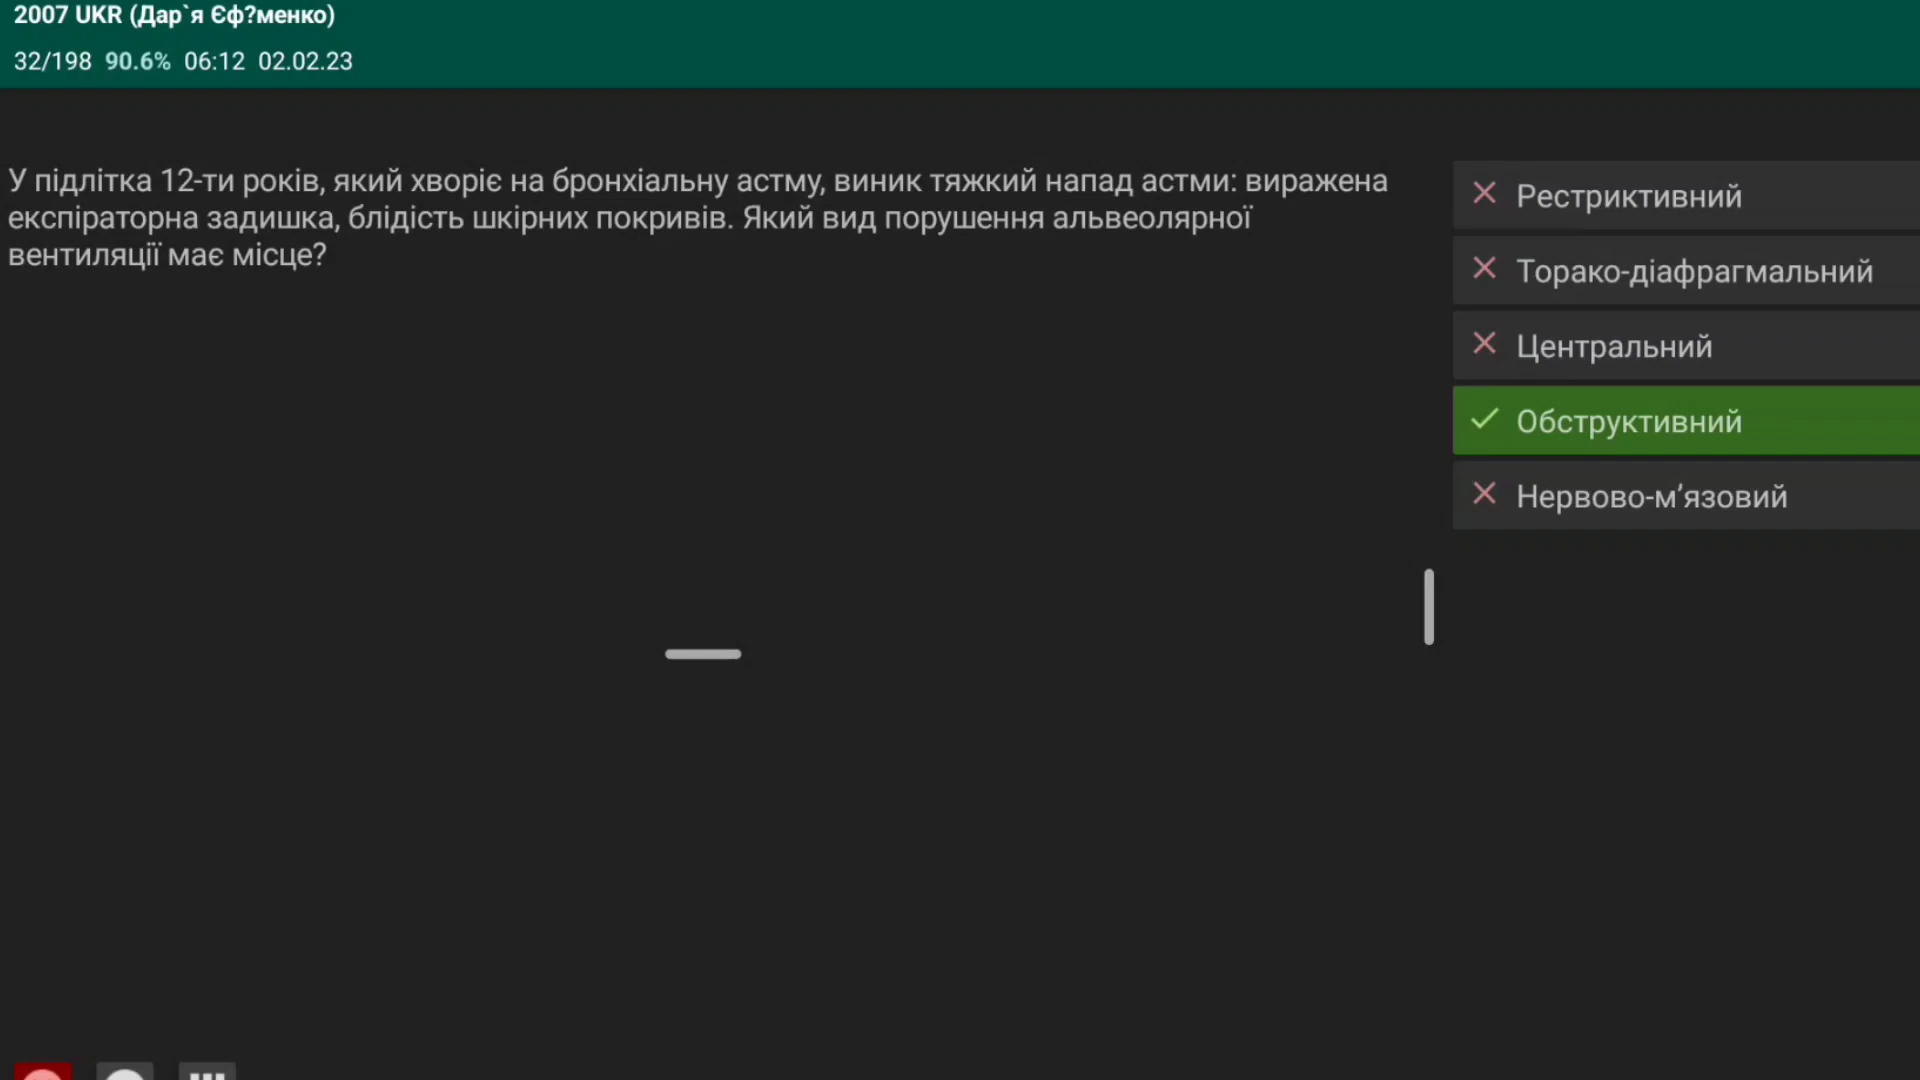 2007 UKR (Дар`я Єф?менко)
32/198 90.6% 06:12 02.02.23
У підлітка 12-ти років, який хворіє на бронхіальну астму, виник тяжкий напад астми: виражена
експіраторна задишка, блідість шкірних покривів. Який вид порушення альвеолярної
вентиляції має місце?
Рестриктивний
Торако-діафрагмальний
Центральний
Обструктивний
Нервово-м’язовий